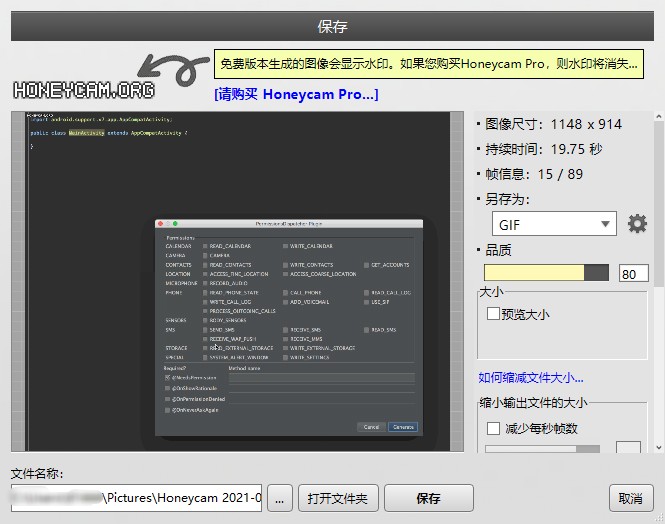 保存
免费版本生成的图像会显示水印。如果您购买Honeycam Pro，则水印将消失...
HONEYCAM.ORG
[请购买 Honeycam Pro...]
import android.support.v7.app.AppCompatActivity;
public class MainActivity extends AppCompatActivity {
}
PermissionsDispatcher Plugin
Permissions
CALENDAR READ_CALENDAR WRITE_CALENDAR
CAMERA CAMERA
CONTACTS READ_CONTACTS WRITE_CONTACTS GET_ACCOUNTS
LOCATION ACCESS_FINE_LOCATION ACCESS_COARSE_LOCATION
MICROPHONE RECORD_AUDIO
PHONE READ_PHONE_STATE CALL_PHONE READ_CALL_LOG
WRITE_CALL_LOG ADD_VOICEMAIL USE_SIP
PROCESS_OUTGOING_CALLS
SENSORS BODY_SENSORS
SMS SEND_SMS RECEIVE_SMS READ_SMS
RECEIVE_WAP_PUSH RECEIVE_MMS
STORAGE READ_EXTERNAL_STORAGE WRITE_EXTERNAL_STORAGE
SPECIAL SYSTEM_ALERT_WINDOW WRITE_SETTINGS
Required? Method name
@NeedsPermission
@OnShowRationale
@OnPermissionDenied
@OnNeverAskAgain
Cancel Generate
图像尺寸：1148 x 914
持续时间：19.75 秒
帧信息：15 / 89
另存为：
GIF
品质
80
大小
预览大小
如何缩减文件大小...
缩小输出文件的大小
减少每秒帧数
文件名称:
\Pictures\Honeycam 2021-0
...
打开文件夹
保存
取消